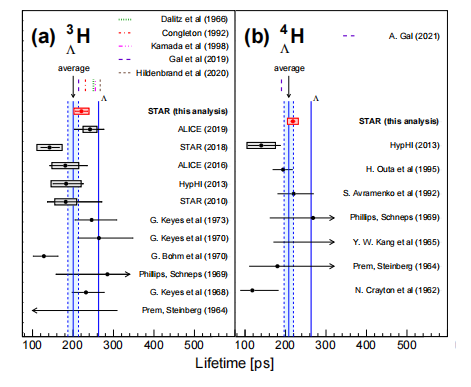 (a) ³H
Λ
Dalitz et al (1966)
Congleton (1992)
Kamada et al (1998)
Gal et al (2019)
Hildenbrand et al (2020)
average
Λ
STAR (this analysis)
ALICE (2019)
STAR (2018)
ALICE (2016)
HypHI (2013)
STAR (2010)
G. Keyes et al (1973)
G. Keyes et al (1970)
G. Bohm et al (1970)
Phillips, Schneps (1969)
G. Keyes et al (1968)
Prem, Steinberg (1964)
100 200 300 400 500
(b) ⁴H
Λ
A. Gal (2021)
average
Λ
STAR (this analysis)
HypHI (2013)
H. Outa et al (1995)
S. Avramenko et al (1992)
Phillips, Schneps (1969)
Y. W. Kang et al (1965)
Prem, Steinberg (1964)
N. Crayton et al (1962)
100 200 300 400 500
Lifetime [ps]